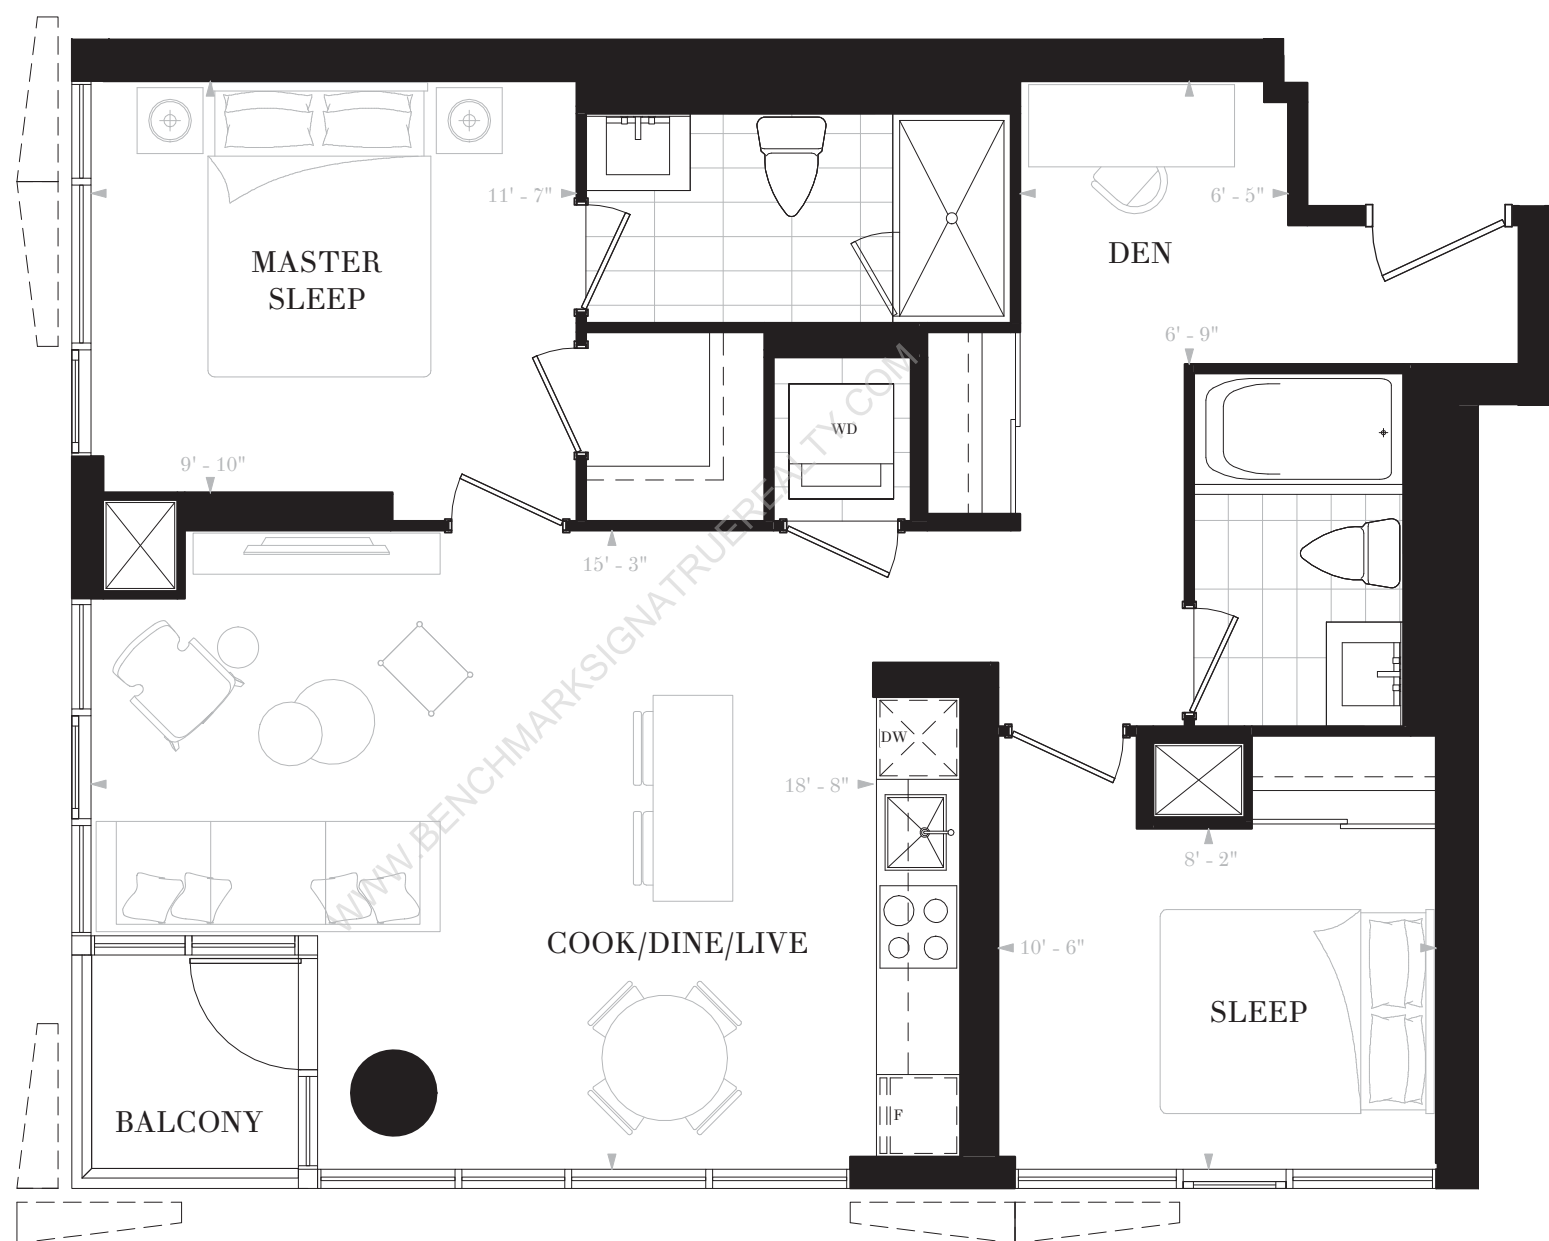 11' - 7"
6' - 5"
MASTER
SLEEP
DEN
6' - 9"
WD
9' - 10"
15' - 3"
WWW.BENCHMARKSIGNATRUEREALTY.COM
DW
18' - 8"
8' - 2"
COOK/DINE/LIVE
10' - 6"
SLEEP
BALCONY
F